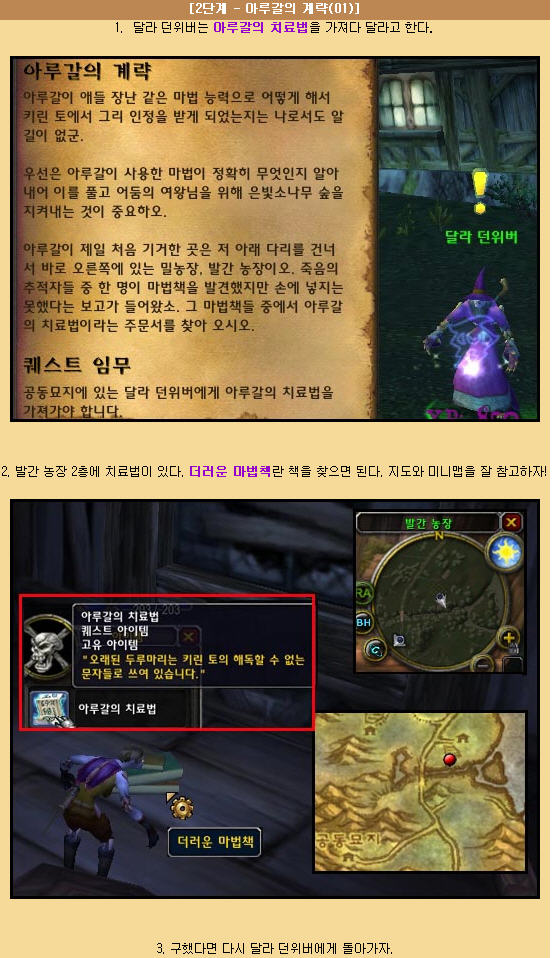 [2단계 - 아루갈의 계략(01)]
1. 달라 던위버는 아루갈의 치료법을 가져다 달라고 한다.
아루갈의 계략
아루갈이 애들 장난 같은 마법 능력으로 어떻게 해서
키린 토에서 그리 인정을 받게 되었는지는 나로서도 알
길이 없군.
우선은 아루갈이 사용한 마법이 정확히 무엇인지 알아
내어 이를 풀고 어둠의 여왕님을 위해 은빛소나무 숲을
지켜내는 것이 중요하오.
아루갈이 제일 처음 기거한 곳은 저 아래 다리를 건너
서 바로 오른쪽에 있는 밀농장, 발간 농장이오. 죽음의
추적자들 중 한 명이 마법책을 발견했지만 손에 넣지는
못했다는 보고가 들어왔소. 그 마법책들 중에서 아루갈
의 치료법이라는 주문서를 찾아 오시오.
퀘스트 임무
공동묘지에 있는 달라 던위버에게 아루갈의 치료법을
가져가야 합니다.
달라 던위버
2. 발간 농장 2층에 치료법이 있다. 더러운 마법책란 책을 찾으면 된다. 지도와 미니맵을 잘 참고하자!
발간 농장
N
RA
BH
아루갈의 치료법
퀘스트 아이템
고유 아이템
"오래된 두루마리는 키린 토의 해독할 수 없는
문자들로 쓰여 있습니다."
아루갈의 치료법
더러운 마법책
공동묘지
3. 구했다면 다시 달라 던위버에게 돌아가자.